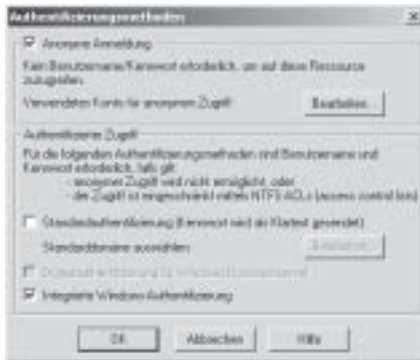 Authentifizierungsmethoden
Anonyme Anmeldung
Kein Benutzername/Kennwort erforderlich, um auf diese Ressource
zuzugreifen.
Verwendetes Konto für anonymen Zugriff:
Bearbeiten...
Authentifizierter Zugriff
Für die folgenden Authentifizierungsmethoden sind Benutzername und
Kennwort erforderlich, falls gilt:
- anonymer Zugriff wird nicht ermöglicht, oder
- der Zugriff ist eingeschränkt mittels NTFS-ACLs (access control lists)
Standardauthentifizierung (Kennwort wird als Klartext gesendet)
Standarddomäne auswählen:
Bearbeiten...
Integrierte Windows-Authentifizierung
OK
Abbrechen
Hilfe